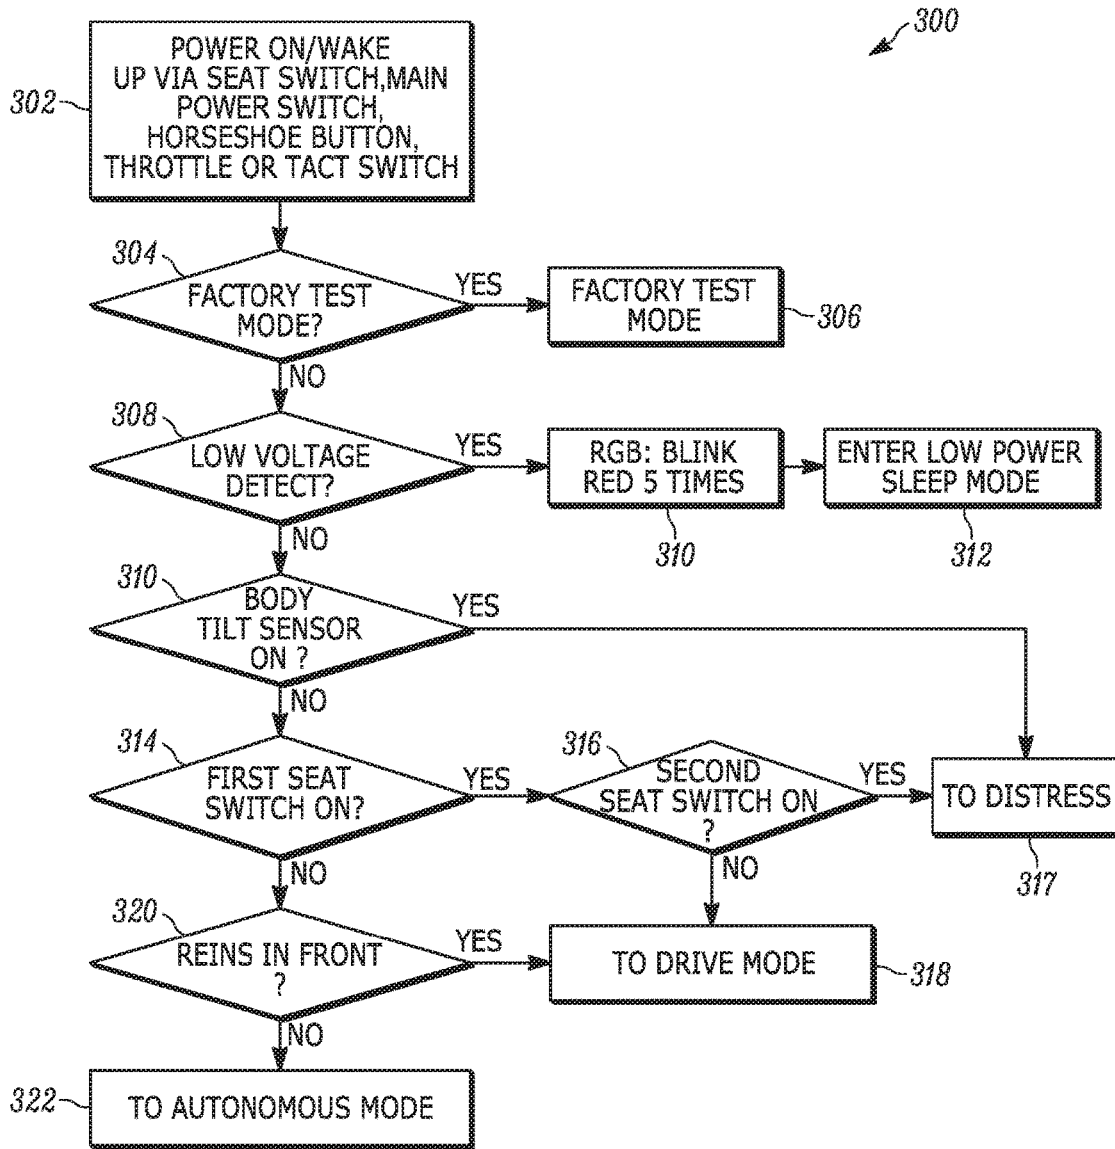 300
302
POWER ON/WAKE
UP VIA SEAT SWITCH,MAIN
POWER SWITCH,
HORSESHOE BUTTON,
THROTTLE OR TACT SWITCH
304
FACTORY TEST
MODE?
YES
FACTORY TEST
MODE
306
NO
308
LOW VOLTAGE
DETECT?
YES
RGB: BLINK
RED 5 TIMES
310
ENTER LOW POWER
SLEEP MODE
312
NO
310
BODY
TILT SENSOR
ON ?
YES
NO
314
FIRST SEAT
SWITCH ON?
YES
316
SECOND
SEAT SWITCH ON
?
YES
TO DISTRESS
317
NO
NO
320
REINS IN FRONT
?
YES
TO DRIVE MODE
318
NO
322
TO AUTONOMOUS MODE